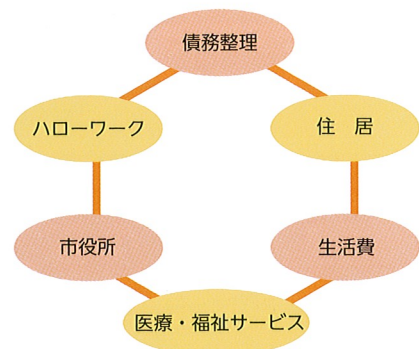 債務整理
ハローワーク
住　居
市役所
生活費
医療・福祉サービス